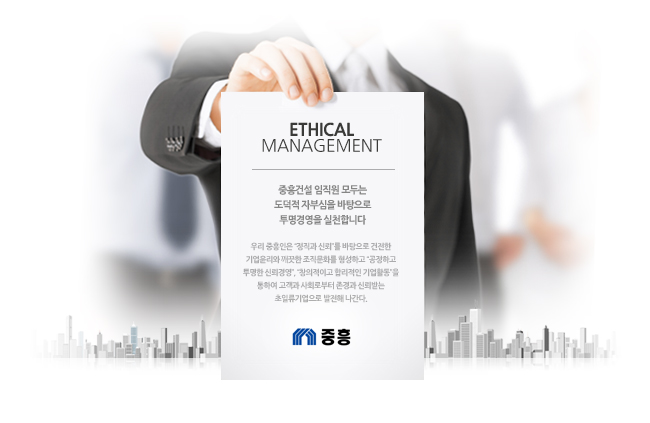 ETHICAL
MANAGEMENT
중흥건설 임직원 모두는
도덕적 자부심을 바탕으로
투명경영을 실천합니다
우리 중흥인은 "정직과 신뢰"를 바탕으로 건전한
기업윤리와 깨끗한 조직문화를 형성하고 "공정하고
투명한 신뢰경영", "창의적이고 합리적인 기업활동"을
통하여 고객과 사회로부터 존경과 신뢰받는
초일류기업으로 발전해 나간다.
중흥